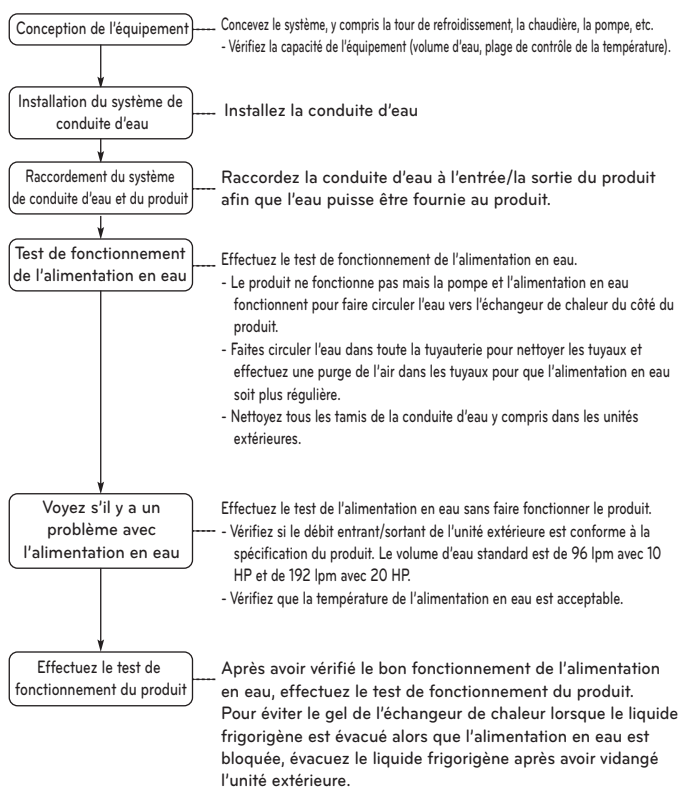 Conception de l'équipement
Concevez le système, y compris la tour de refroidissement, la chaudière, la pompe, etc.
- Vérifiez la capacité de l'équipement (volume d'eau, plage de contrôle de la température).
Installation du système de
conduite d'eau
Installez la conduite d'eau
Raccordement du système
de conduite d'eau et du produit
Raccordez la conduite d'eau à l'entrée/la sortie du produit
afin que l'eau puisse être fournie au produit.
Test de fonctionnement
de l'alimentation en eau
Effectuez le test de fonctionnement de l'alimentation en eau.
- Le produit ne fonctionne pas mais la pompe et l'alimentation en eau
fonctionnent pour faire circuler l'eau vers l'échangeur de chaleur du côté du
produit.
- Faites circuler l'eau dans toute la tuyauterie pour nettoyer les tuyaux et
effectuez une purge de l'air dans les tuyaux pour que l'alimentation en eau
soit plus régulière.
- Nettoyez tous les tamis de la conduite d'eau y compris dans les unités
extérieures.
Voyez s'il y a un
problème avec
l'alimentation en eau
Effectuez le test de l'alimentation en eau sans faire fonctionner le produit.
- Vérifiez si le débit entrant/sortant de l'unité extérieure est conforme à la
spécification du produit. Le volume d'eau standard est de 96 lpm avec 10
HP et de 192 lpm avec 20 HP.
- Vérifiez que la température de l'alimentation en eau est acceptable.
Effectuez le test de
fonctionnement du produit
Après avoir vérifié le bon fonctionnement de l'alimentation
en eau, effectuez le test de fonctionnement du produit.
Pour éviter le gel de l'échangeur de chaleur lorsque le liquide
frigorigène est évacué alors que l'alimentation en eau est
bloquée, évacuez le liquide frigorigène après avoir vidangé
l'unité extérieure.